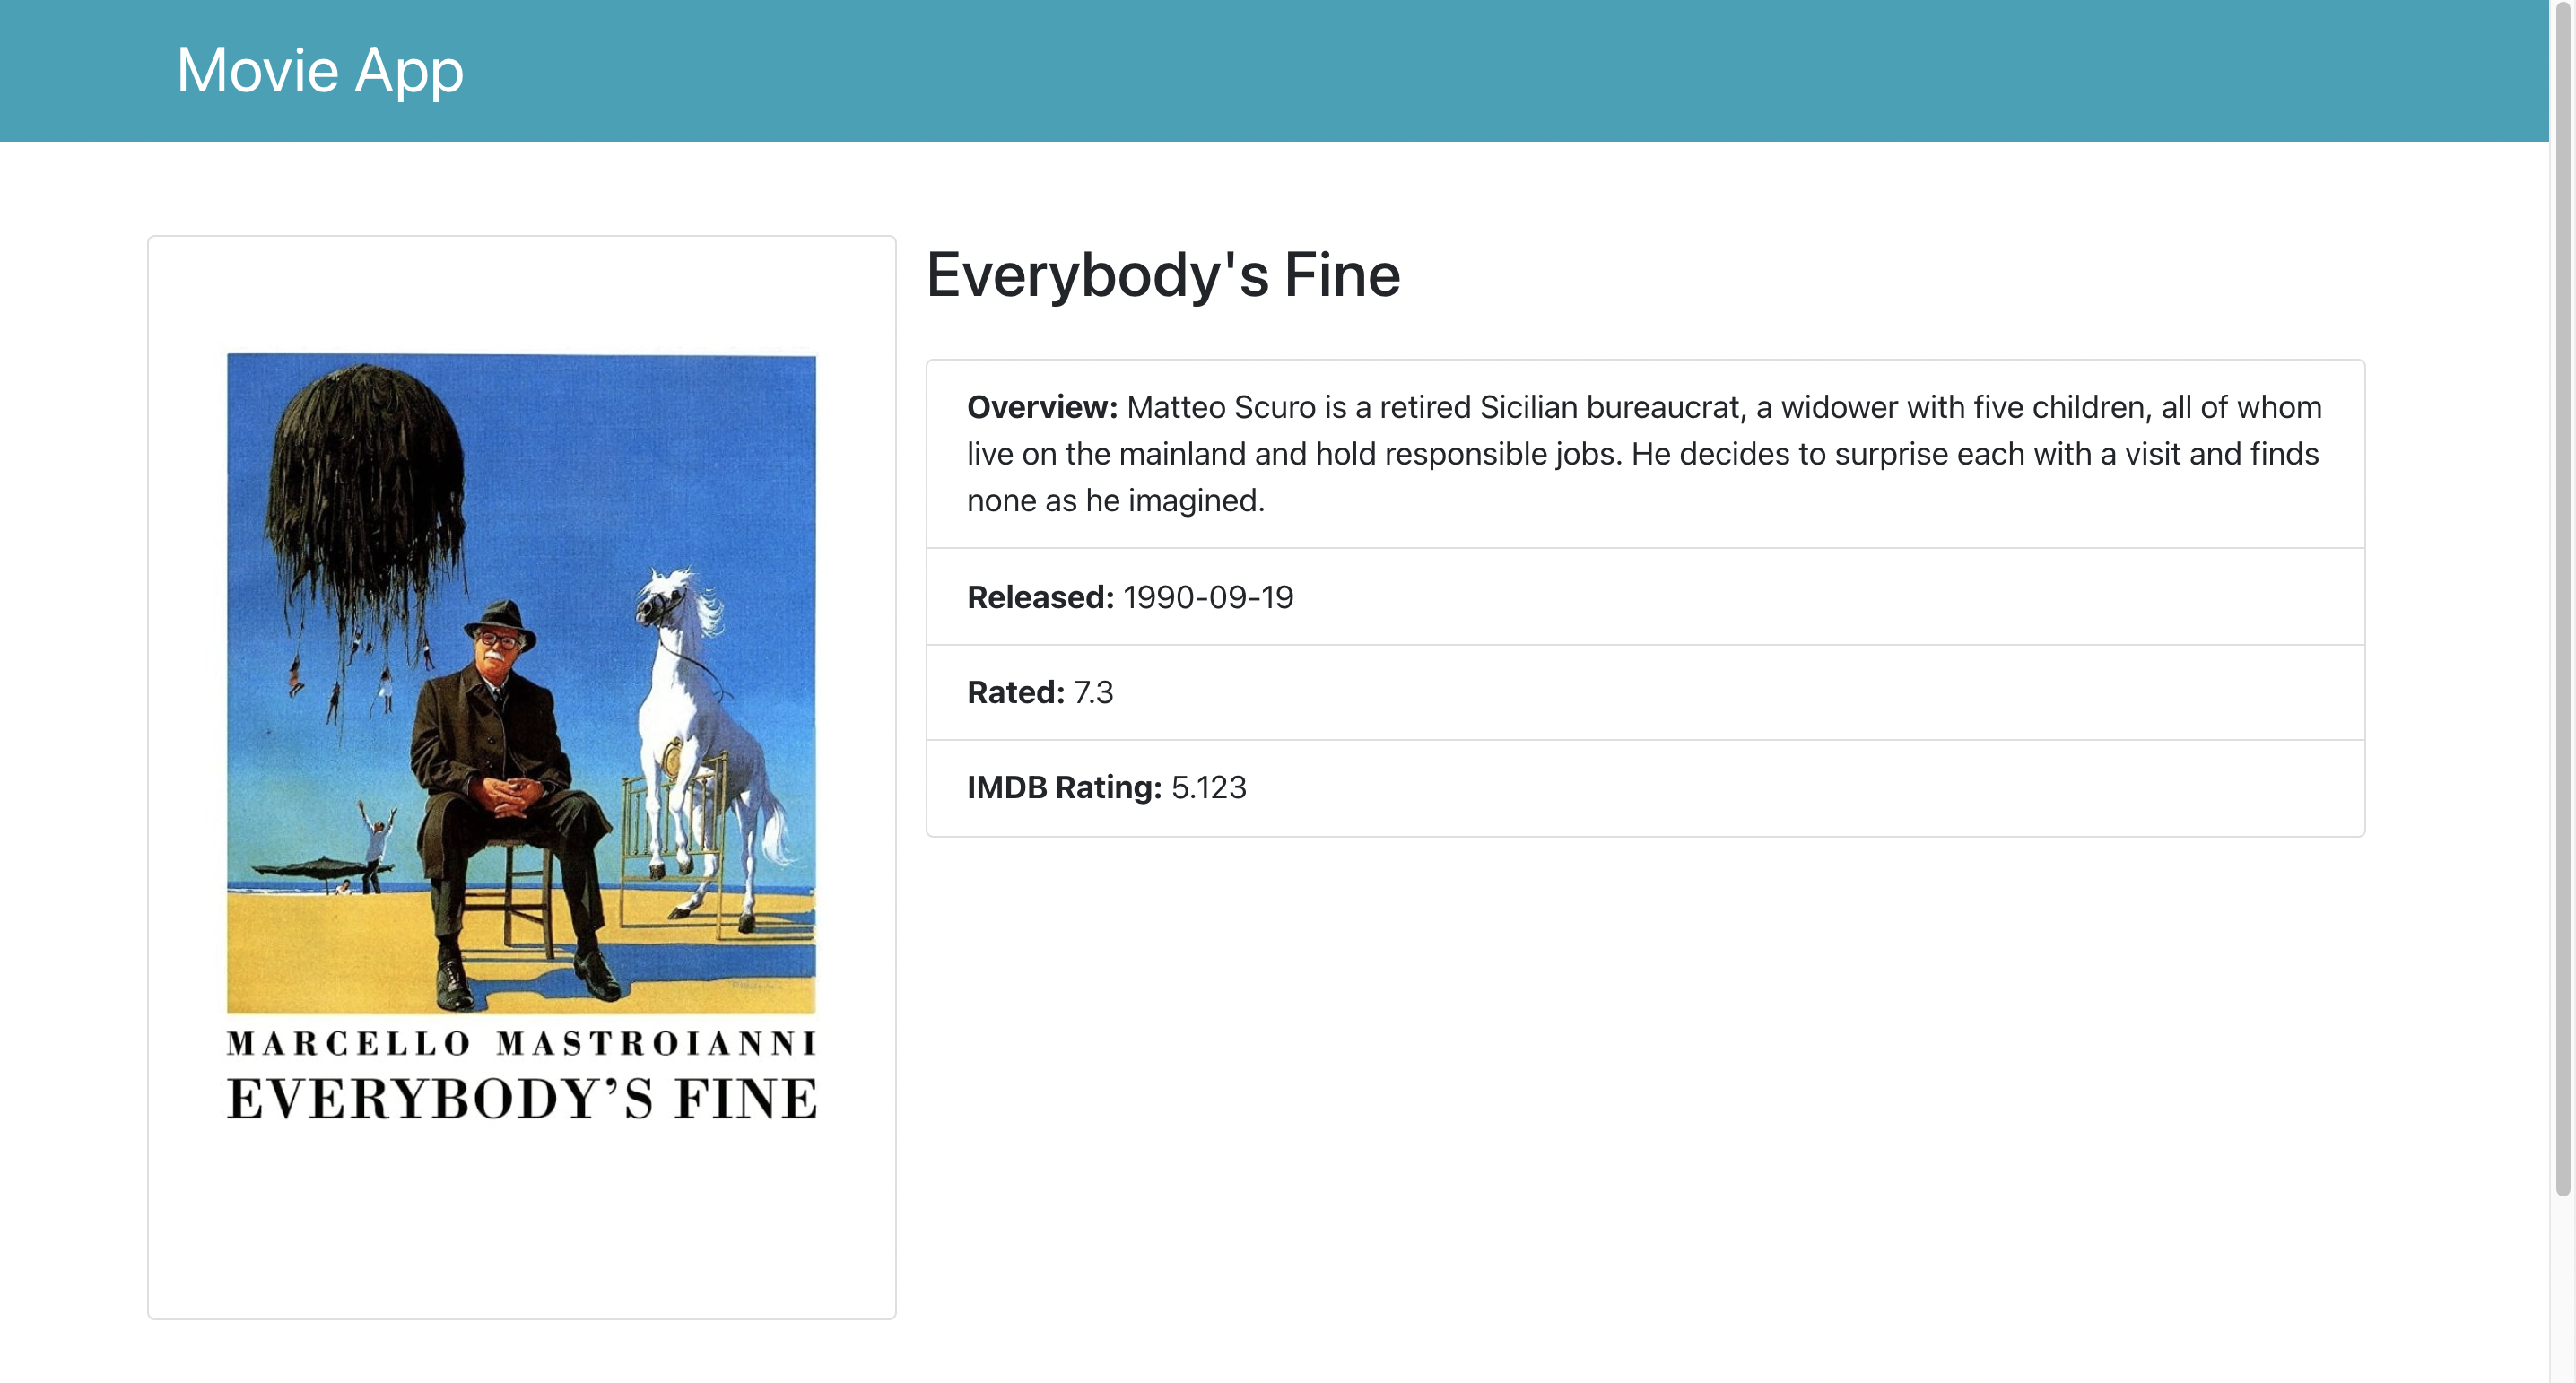 Movie App
Everybody's Fine
Overview: Matteo Scuro is a retired Sicilian bureaucrat, a widower with five children, all of whom
live on the mainland and hold responsible jobs. He decides to surprise each with a visit and finds
none as he imagined.
Released: 1990-09-19
Rated: 7.3
IMDB Rating: 5.123
MARCELLO MASTROIANNI
EVERYBODY’S FINE